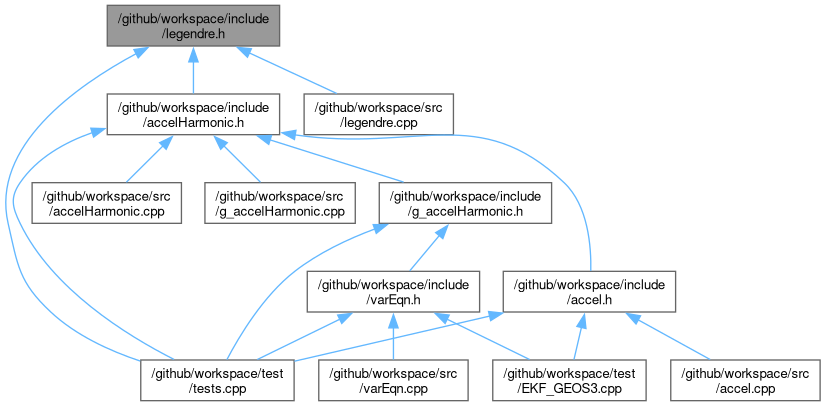 /github/workspace/include
/legendre.h
/github/workspace/include
/accelHarmonic.h
/github/workspace/src
/legendre.cpp
/github/workspace/src
/accelHarmonic.cpp
/github/workspace/src
/g_accelHarmonic.cpp
/github/workspace/include
/g_accelHarmonic.h
/github/workspace/include
/varEqn.h
/github/workspace/include
/accel.h
/github/workspace/test
/tests.cpp
/github/workspace/src
/varEqn.cpp
/github/workspace/test
/EKF_GEOS3.cpp
/github/workspace/src
/accel.cpp